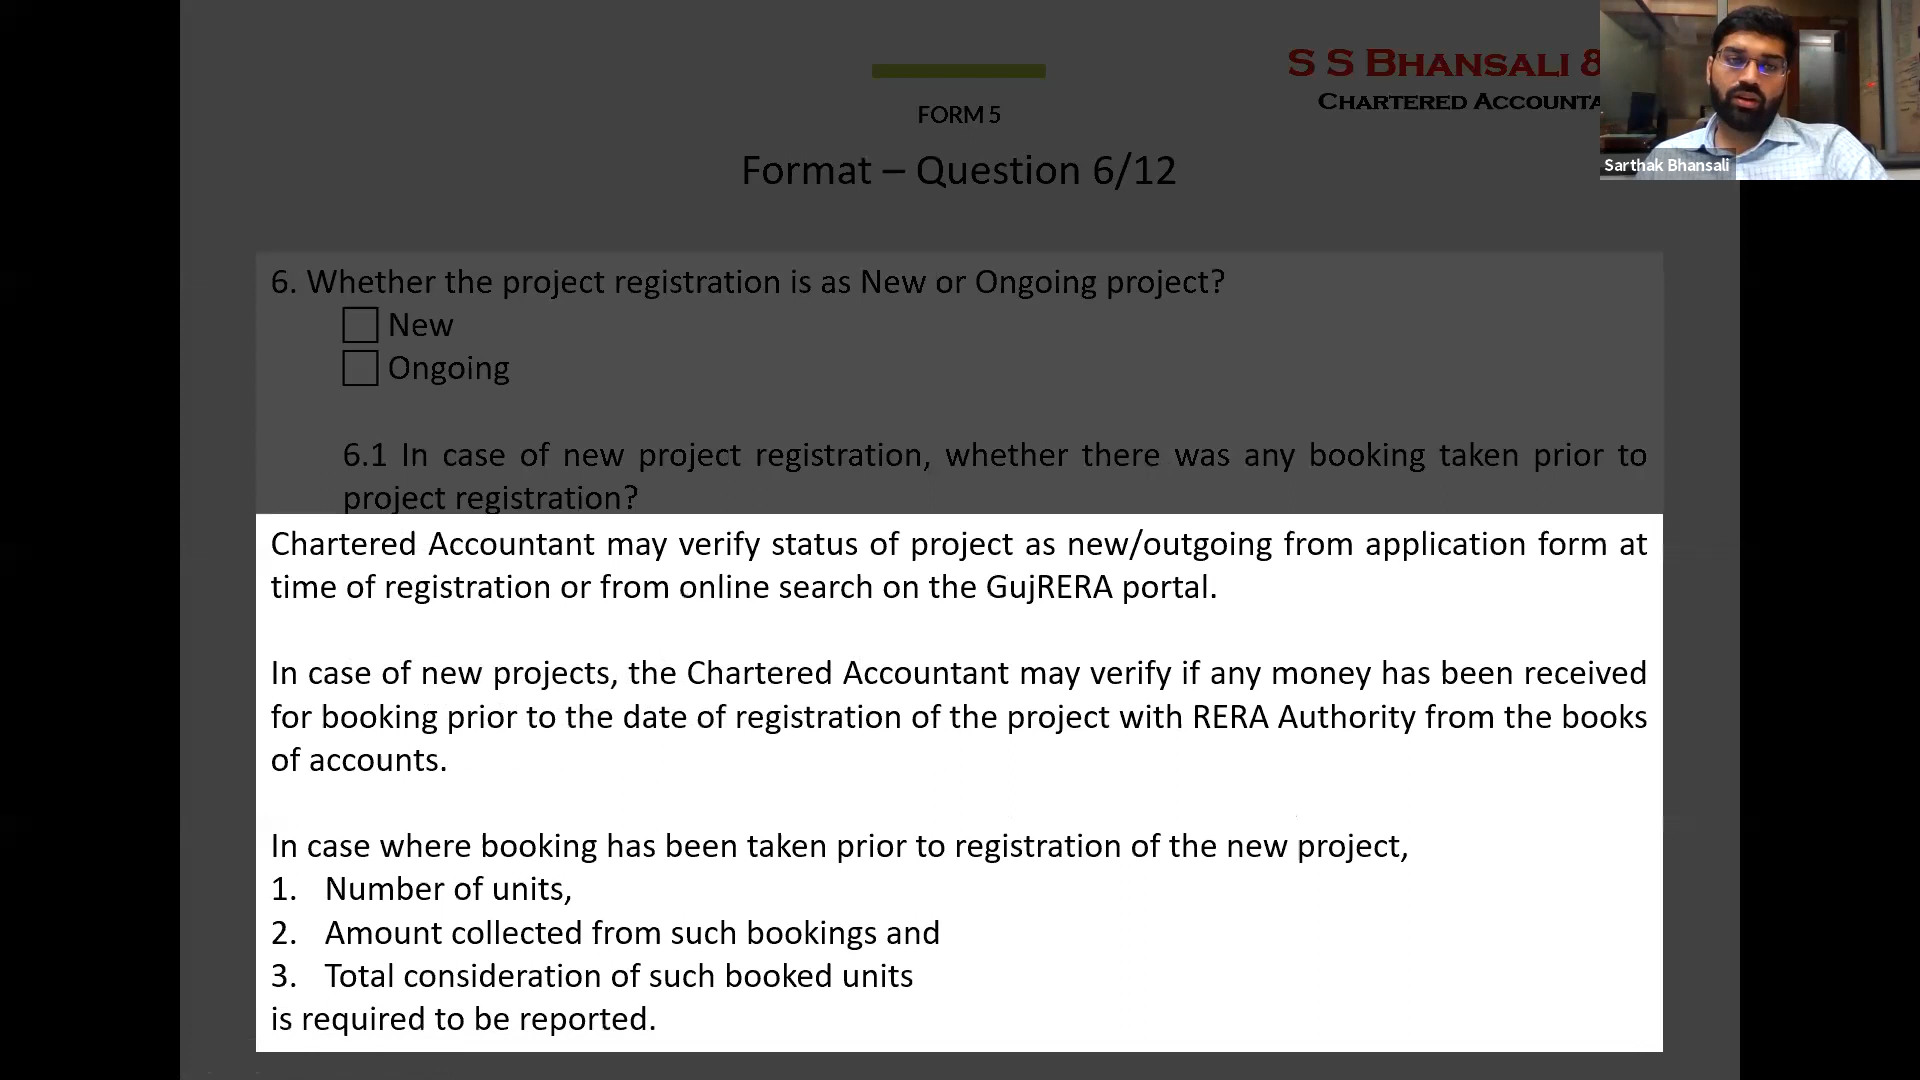 S S BHANSALI &
CHARTERED ACCOUNTA
Sarthak Bhansali
FORM 5
Format – Question 6/12
6. Whether the project registration is as New or Ongoing project?
New
Ongoing
6.1 In case of new project registration, whether there was any booking taken prior to
project registration?
Chartered Accountant may verify status of project as new/outgoing from application form at
time of registration or from online search on the GujRERA portal.
In case of new projects, the Chartered Accountant may verify if any money has been received
for booking prior to the date of registration of the project with RERA Authority from the books
of accounts.
In case where booking has been taken prior to registration of the new project,
1. Number of units,
2. Amount collected from such bookings and
3. Total consideration of such booked units
is required to be reported.